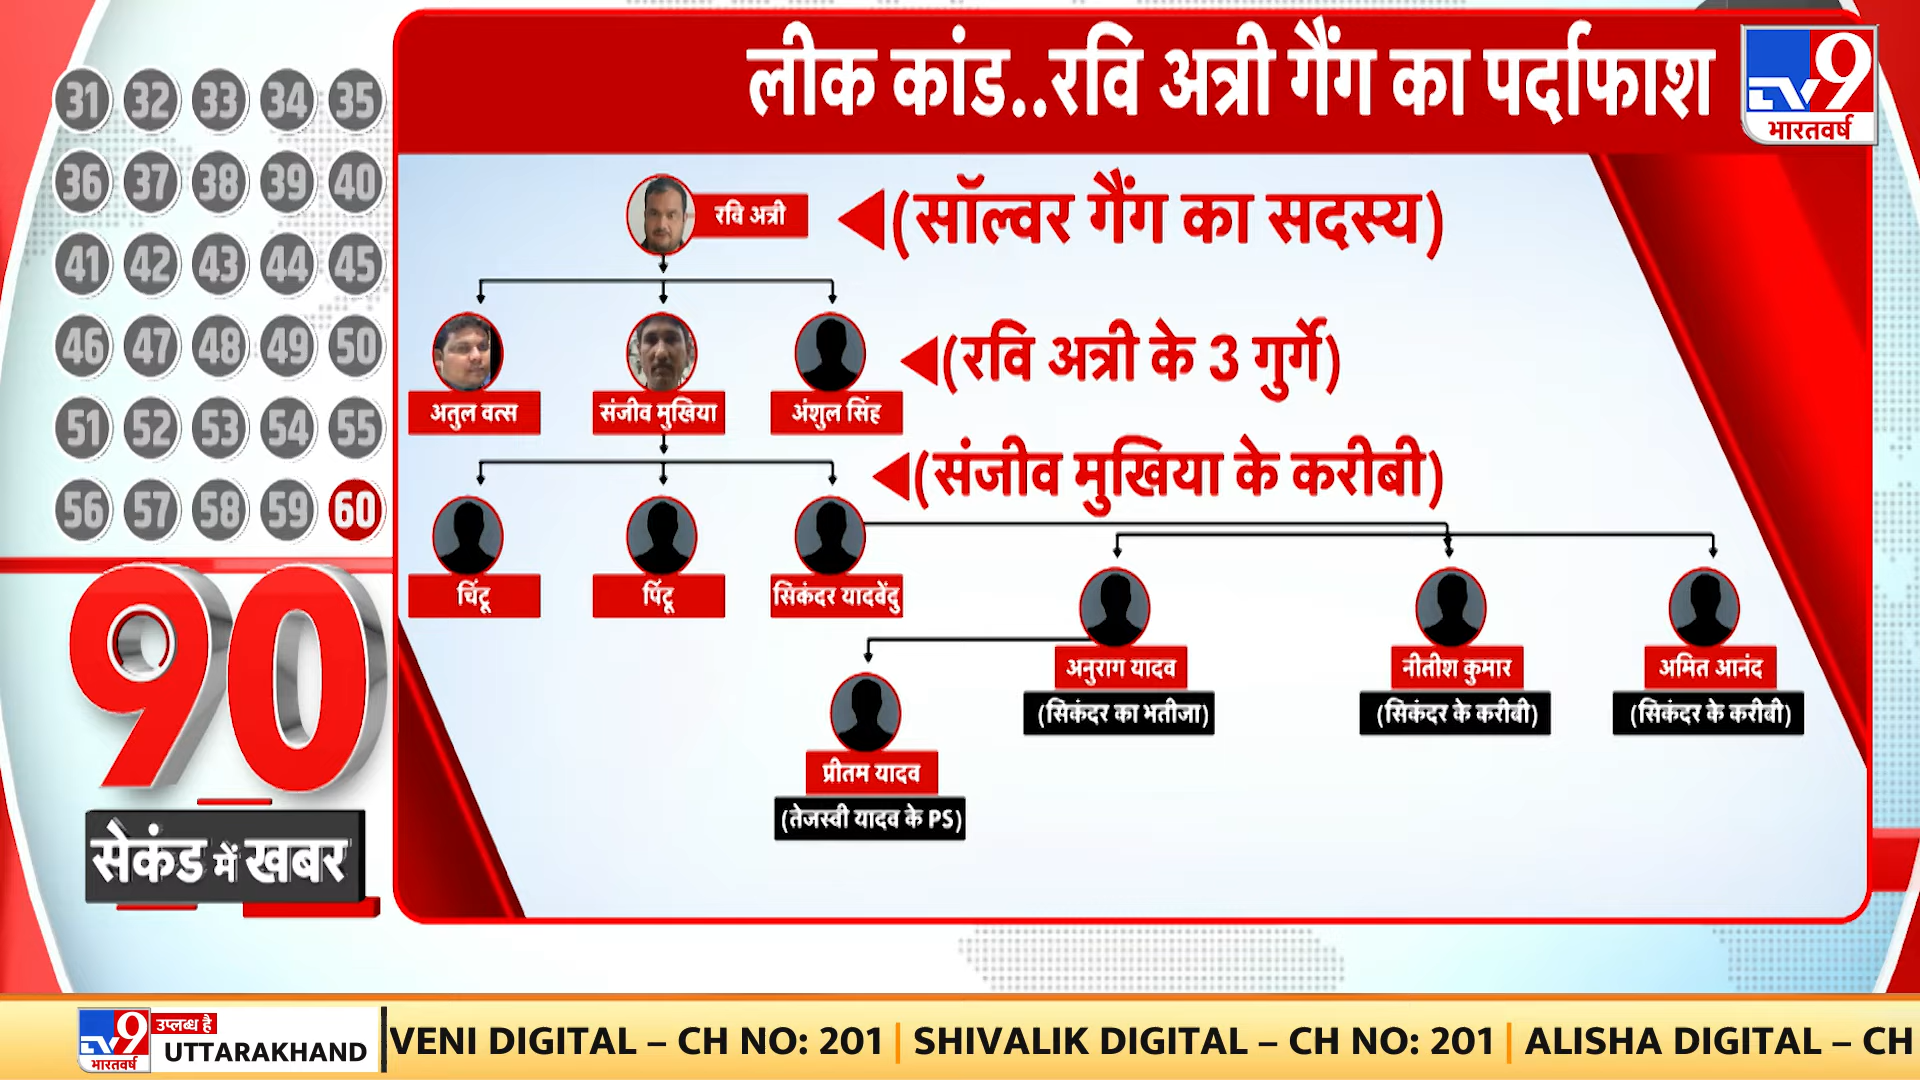 लीक कांड..रवि अत्री गैंग का पर्दाफाश
TV9
भारतवर्ष
31 32 33 34 35
36 37 38 39 40
41 42 43 44 45
46 47 48 49 50
51 52 53 54 55
56 57 58 59 60
90
सेकंड में खबर
रवि अत्री
(सॉल्वर गैंग का सदस्य)
अतुल वत्स
संजीव मुखिया
अंशुल सिंह
(रवि अत्री के 3 गुर्गे)
(संजीव मुखिया के करीबी)
चिंटू
पिंटू
सिकंदर यादवेंदु
अनुराग यादव
(सिकंदर का भतीजा)
नीतीश कुमार
(सिकंदर के करीबी)
अमित आनंद
(सिकंदर के करीबी)
प्रीतम यादव
(तेजस्वी यादव के PS)
TV9
भारतवर्ष
उपलब्ध है
UTTARAKHAND
VENI DIGITAL – CH NO: 201 | SHIVALIK DIGITAL – CH NO: 201 | ALISHA DIGITAL – CH